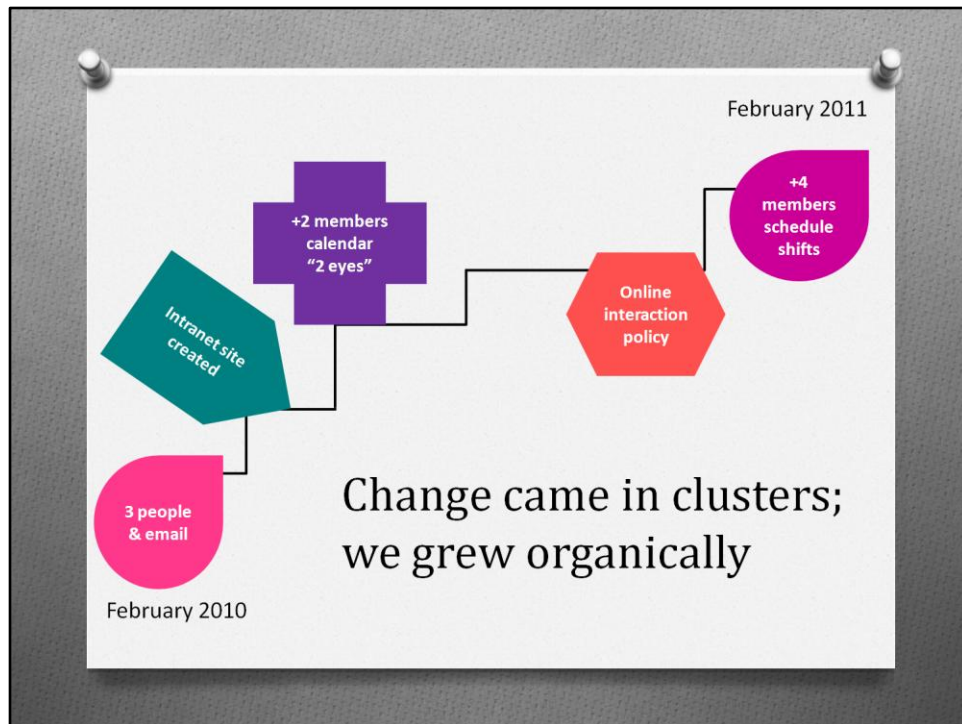 February 2011
+4
members
schedule
shifts
+2 members
calendar
“2 eyes”
Online
interaction
policy
Intranet site
created
3 people
& email
February 2010
Change came in clusters;
we grew organically